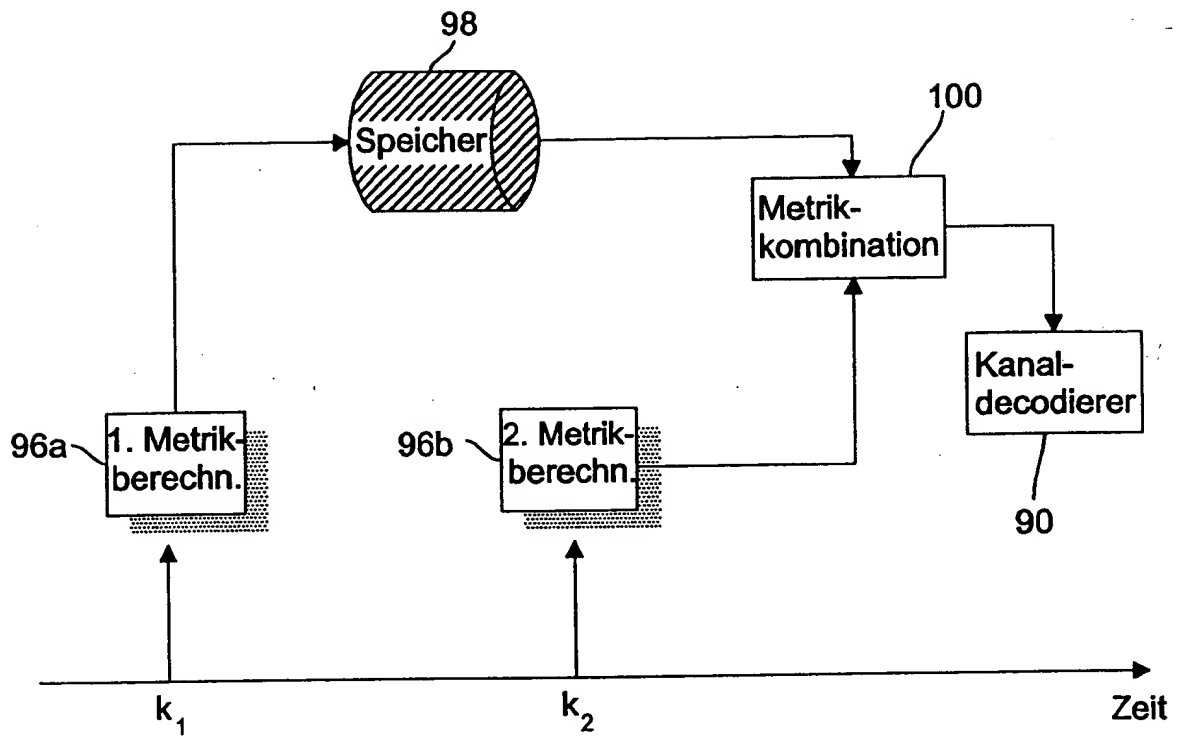 98
Speicher
100
Metrik-
kombination
Kanal-
decodierer
90
96a
1. Metrik-
berechn.
96b
2. Metrik-
berechn.
k₁
k₂
Zeit